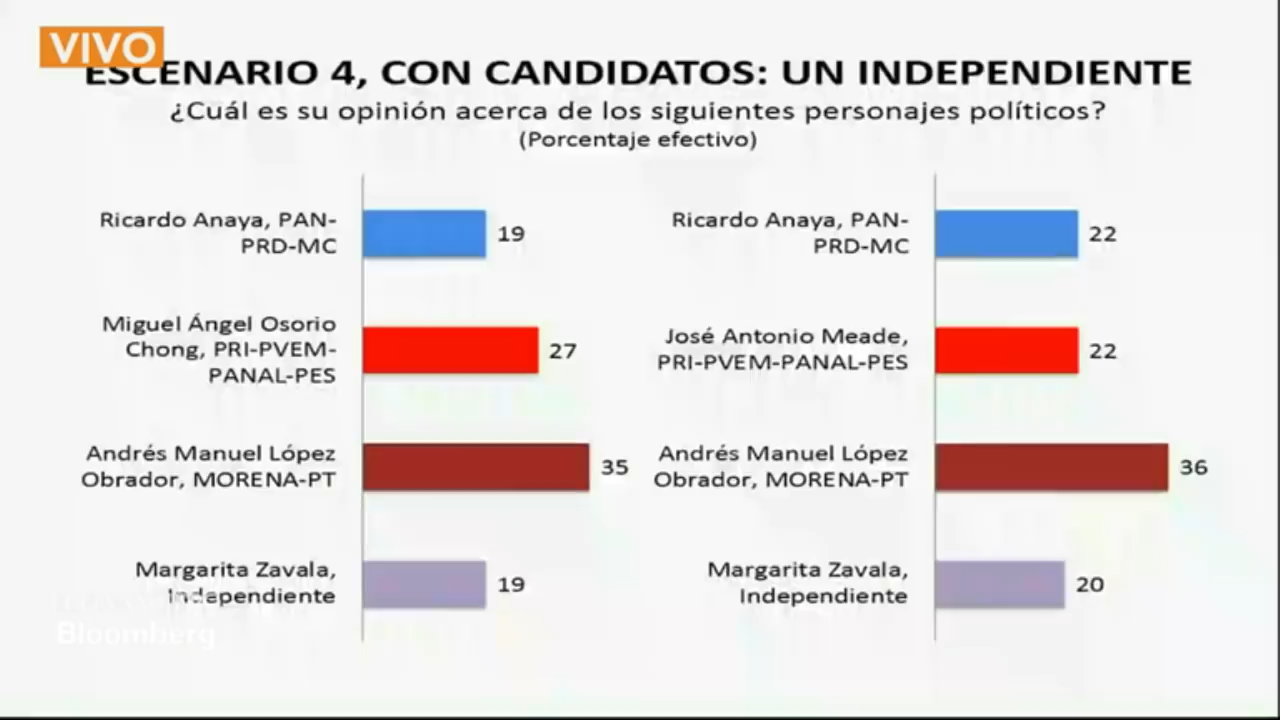 VIVO
ESCENARIO 4, CON CANDIDATOS: UN INDEPENDIENTE
¿Cuál es su opinión acerca de los siguientes personajes políticos?
(Porcentaje efectivo)
Ricardo Anaya, PAN-
PRD-MC
19
Miguel Ángel Osorio
Chong, PRI-PVEM-
PANAL-PES
27
Andrés Manuel López
Obrador, MORENA-PT
35
Margarita Zavala,
Independiente
19
Ricardo Anaya, PAN-
PRD-MC
22
José Antonio Meade,
PRI-PVEM-PANAL-PES
22
Andrés Manuel López
Obrador, MORENA-PT
36
Margarita Zavala,
Independiente
20
Bloomberg